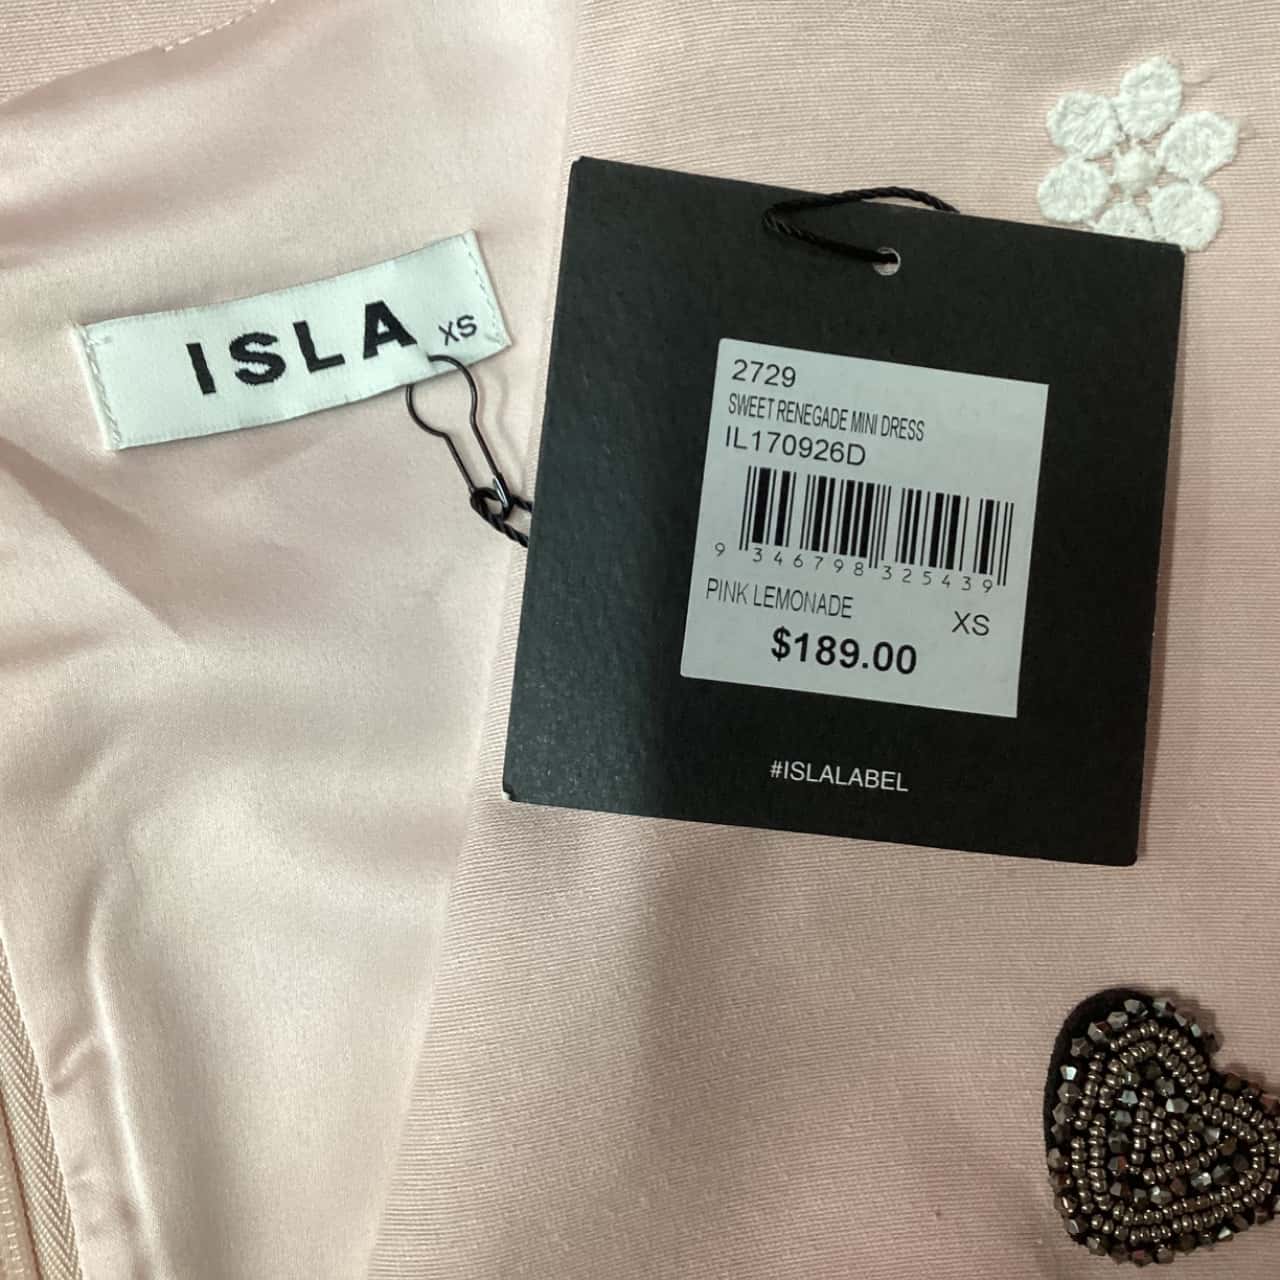 ISLA XS
2729
SWEET RENEGADE MINI DRESS
IL170926D
9 346798 325439
PINK LEMONADE XS
$189.00
#ISLALABEL